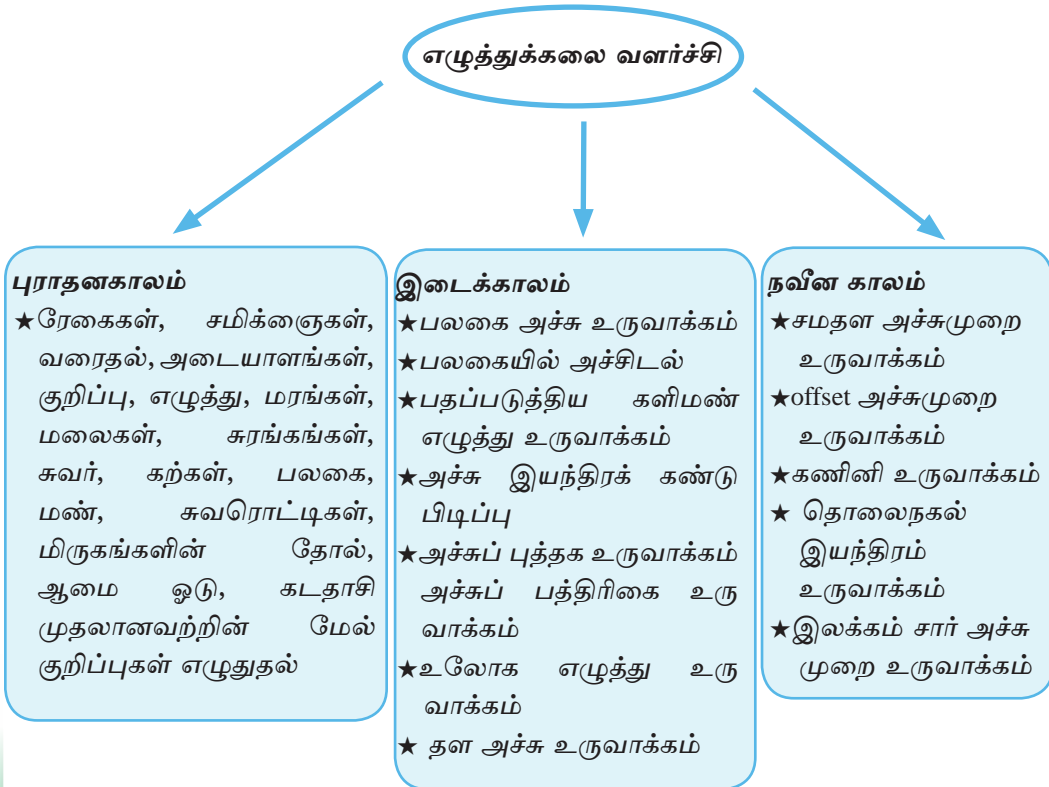 எழுத்துக்கலை வளர்ச்சி
புராதனகாலம்
★ரேகைகள், சமிக்ஞைகள்,
வரைதல், அடையாளங்கள்,
குறிப்பு, எழுத்து, மரங்கள்,
மலைகள், சுரங்கங்கள்,
சுவர், கற்கள், பலகை,
மண், சுவரொட்டிகள்,
மிருகங்களின் தோல்,
ஆமை ஓடு, கடதாசி
முதலானவற்றின் மேல்
குறிப்புகள் எழுதுதல்
இடைக்காலம்
★பலகை அச்சு உருவாக்கம்
★பலகையில் அச்சிடல்
★பதப்படுத்திய களிமண்
எழுத்து உருவாக்கம்
★அச்சு இயந்திரக் கண்டு
பிடிப்பு
★அச்சுப் புத்தக உருவாக்கம்
அச்சுப் பத்திரிகை உரு
வாக்கம்
★உலோக எழுத்து உரு
வாக்கம்
★ தள அச்சு உருவாக்கம்
நவீன காலம்
★சமதள அச்சுமுறை
உருவாக்கம்
★offset அச்சுமுறை
உருவாக்கம்
★கணினி உருவாக்கம்
★ தொலைநகல்
இயந்திரம்
உருவாக்கம்
★இலக்கம் சார் அச்சு
முறை உருவாக்கம்